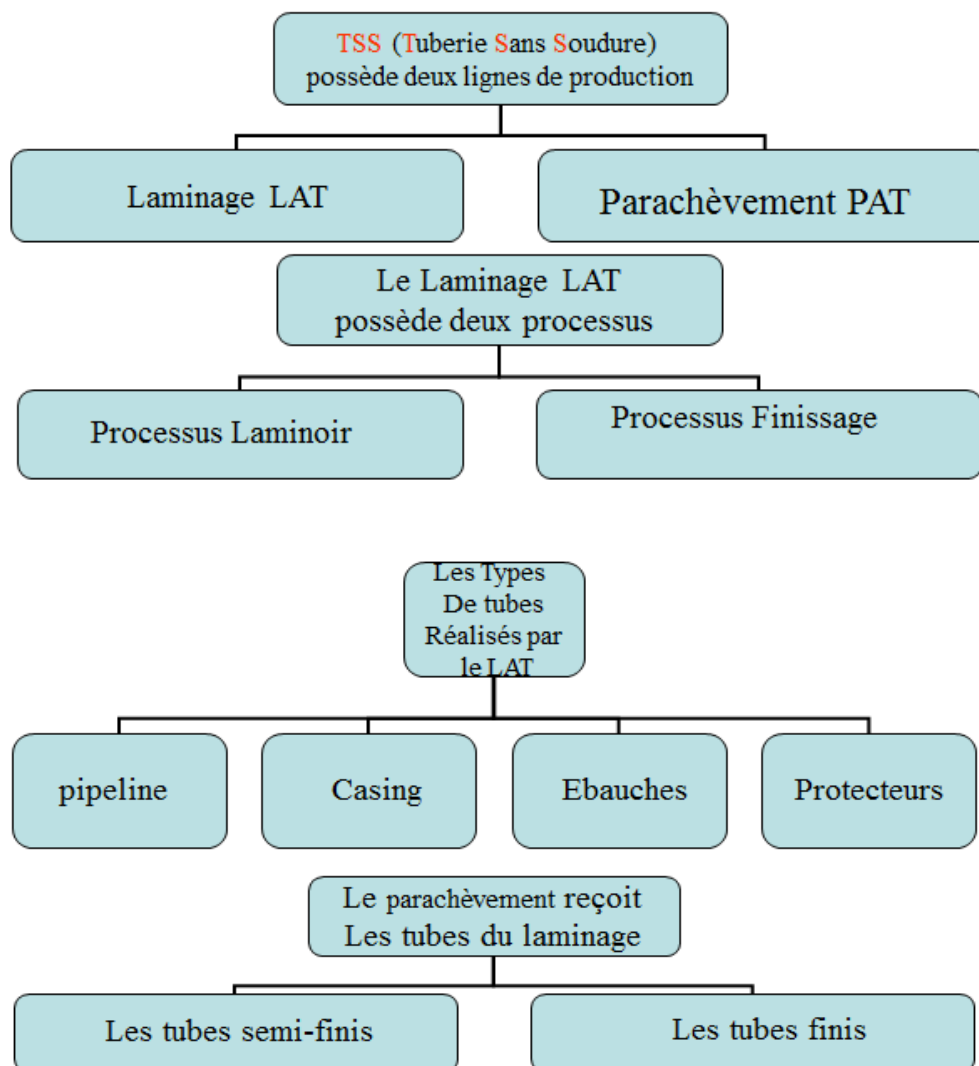 TSS (Tuberie Sans Soudure)
possède deux lignes de production
Laminage LAT
Parachèvement PAT
Le Laminage LAT
possède deux processus
Processus Laminoir
Processus Finissage
Les Types
De tubes
Réalisés par
le LAT
pipeline
Casing
Ebauches
Protecteurs
Le parachèvement reçoit
Les tubes du laminage
Les tubes semi-finis
Les tubes finis